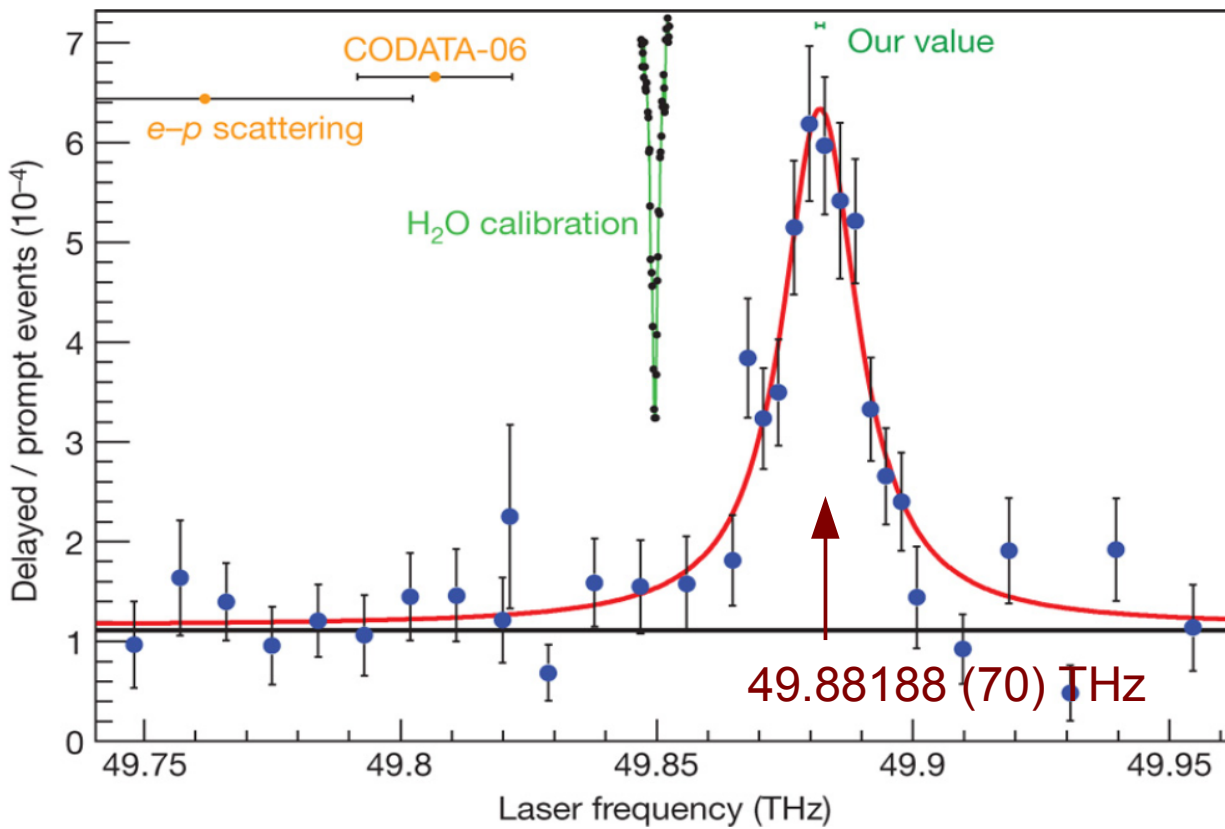 7
6
5
4
3
2
1
0
Delayed / prompt events (10⁻⁴)
CODATA-06
e–p scattering
H₂O calibration
Our value
49.88188 (70) THz
49.75 49.8 49.85 49.9 49.95
Laser frequency (THz)